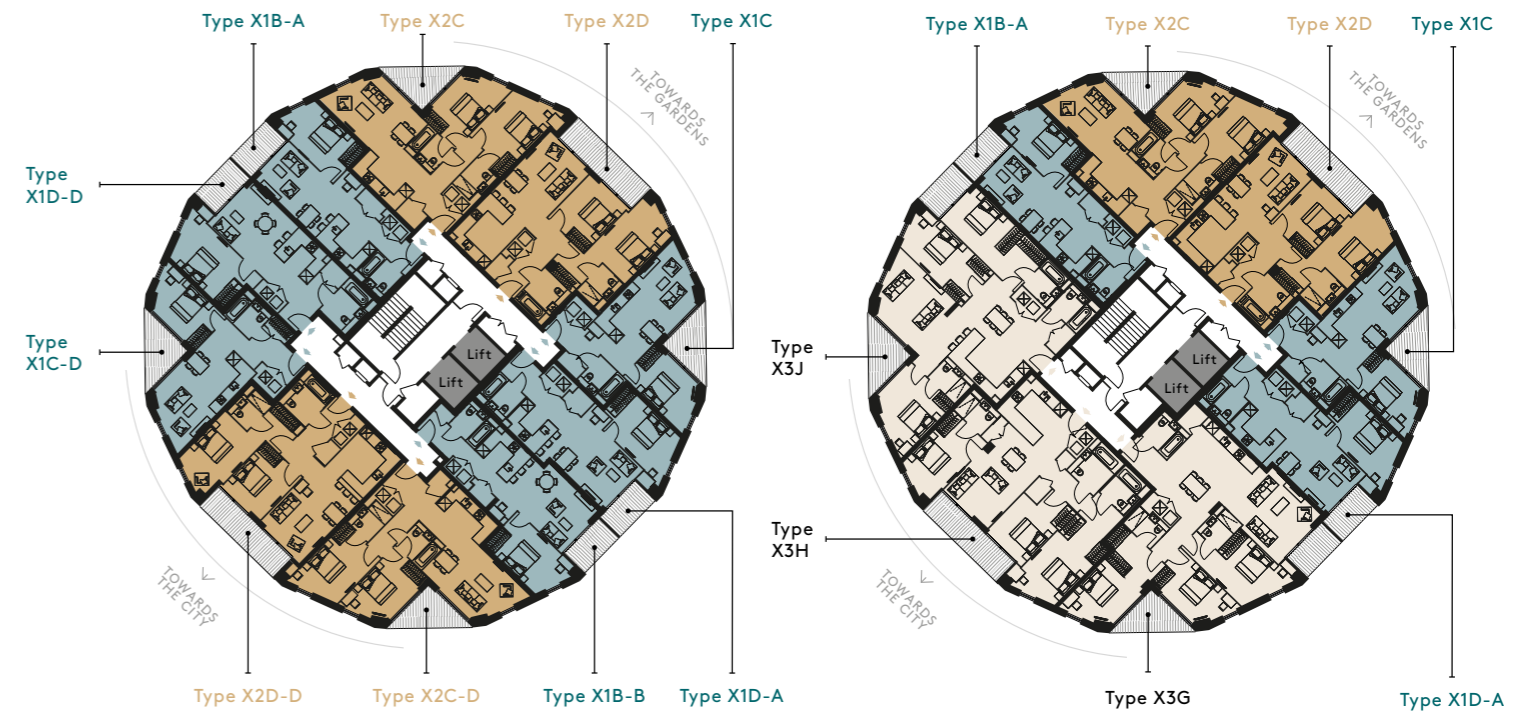 Type X1B-A
Type X2C
Type X2D
Type X1C
TOWARDS
THE GARDENS
Type
X1D-D
Type
X1C-D
Lift
Lift
TOWARDS
THE CITY
Type X2D-D
Type X2C-D
Type X1B-B
Type X1D-A
Type X1B-A
Type X2C
Type X2D
Type X1C
TOWARDS
THE GARDENS
Type
X3J
Lift
Lift
Type
X3H
TOWARDS
THE CITY
Type X3G
Type X1D-A